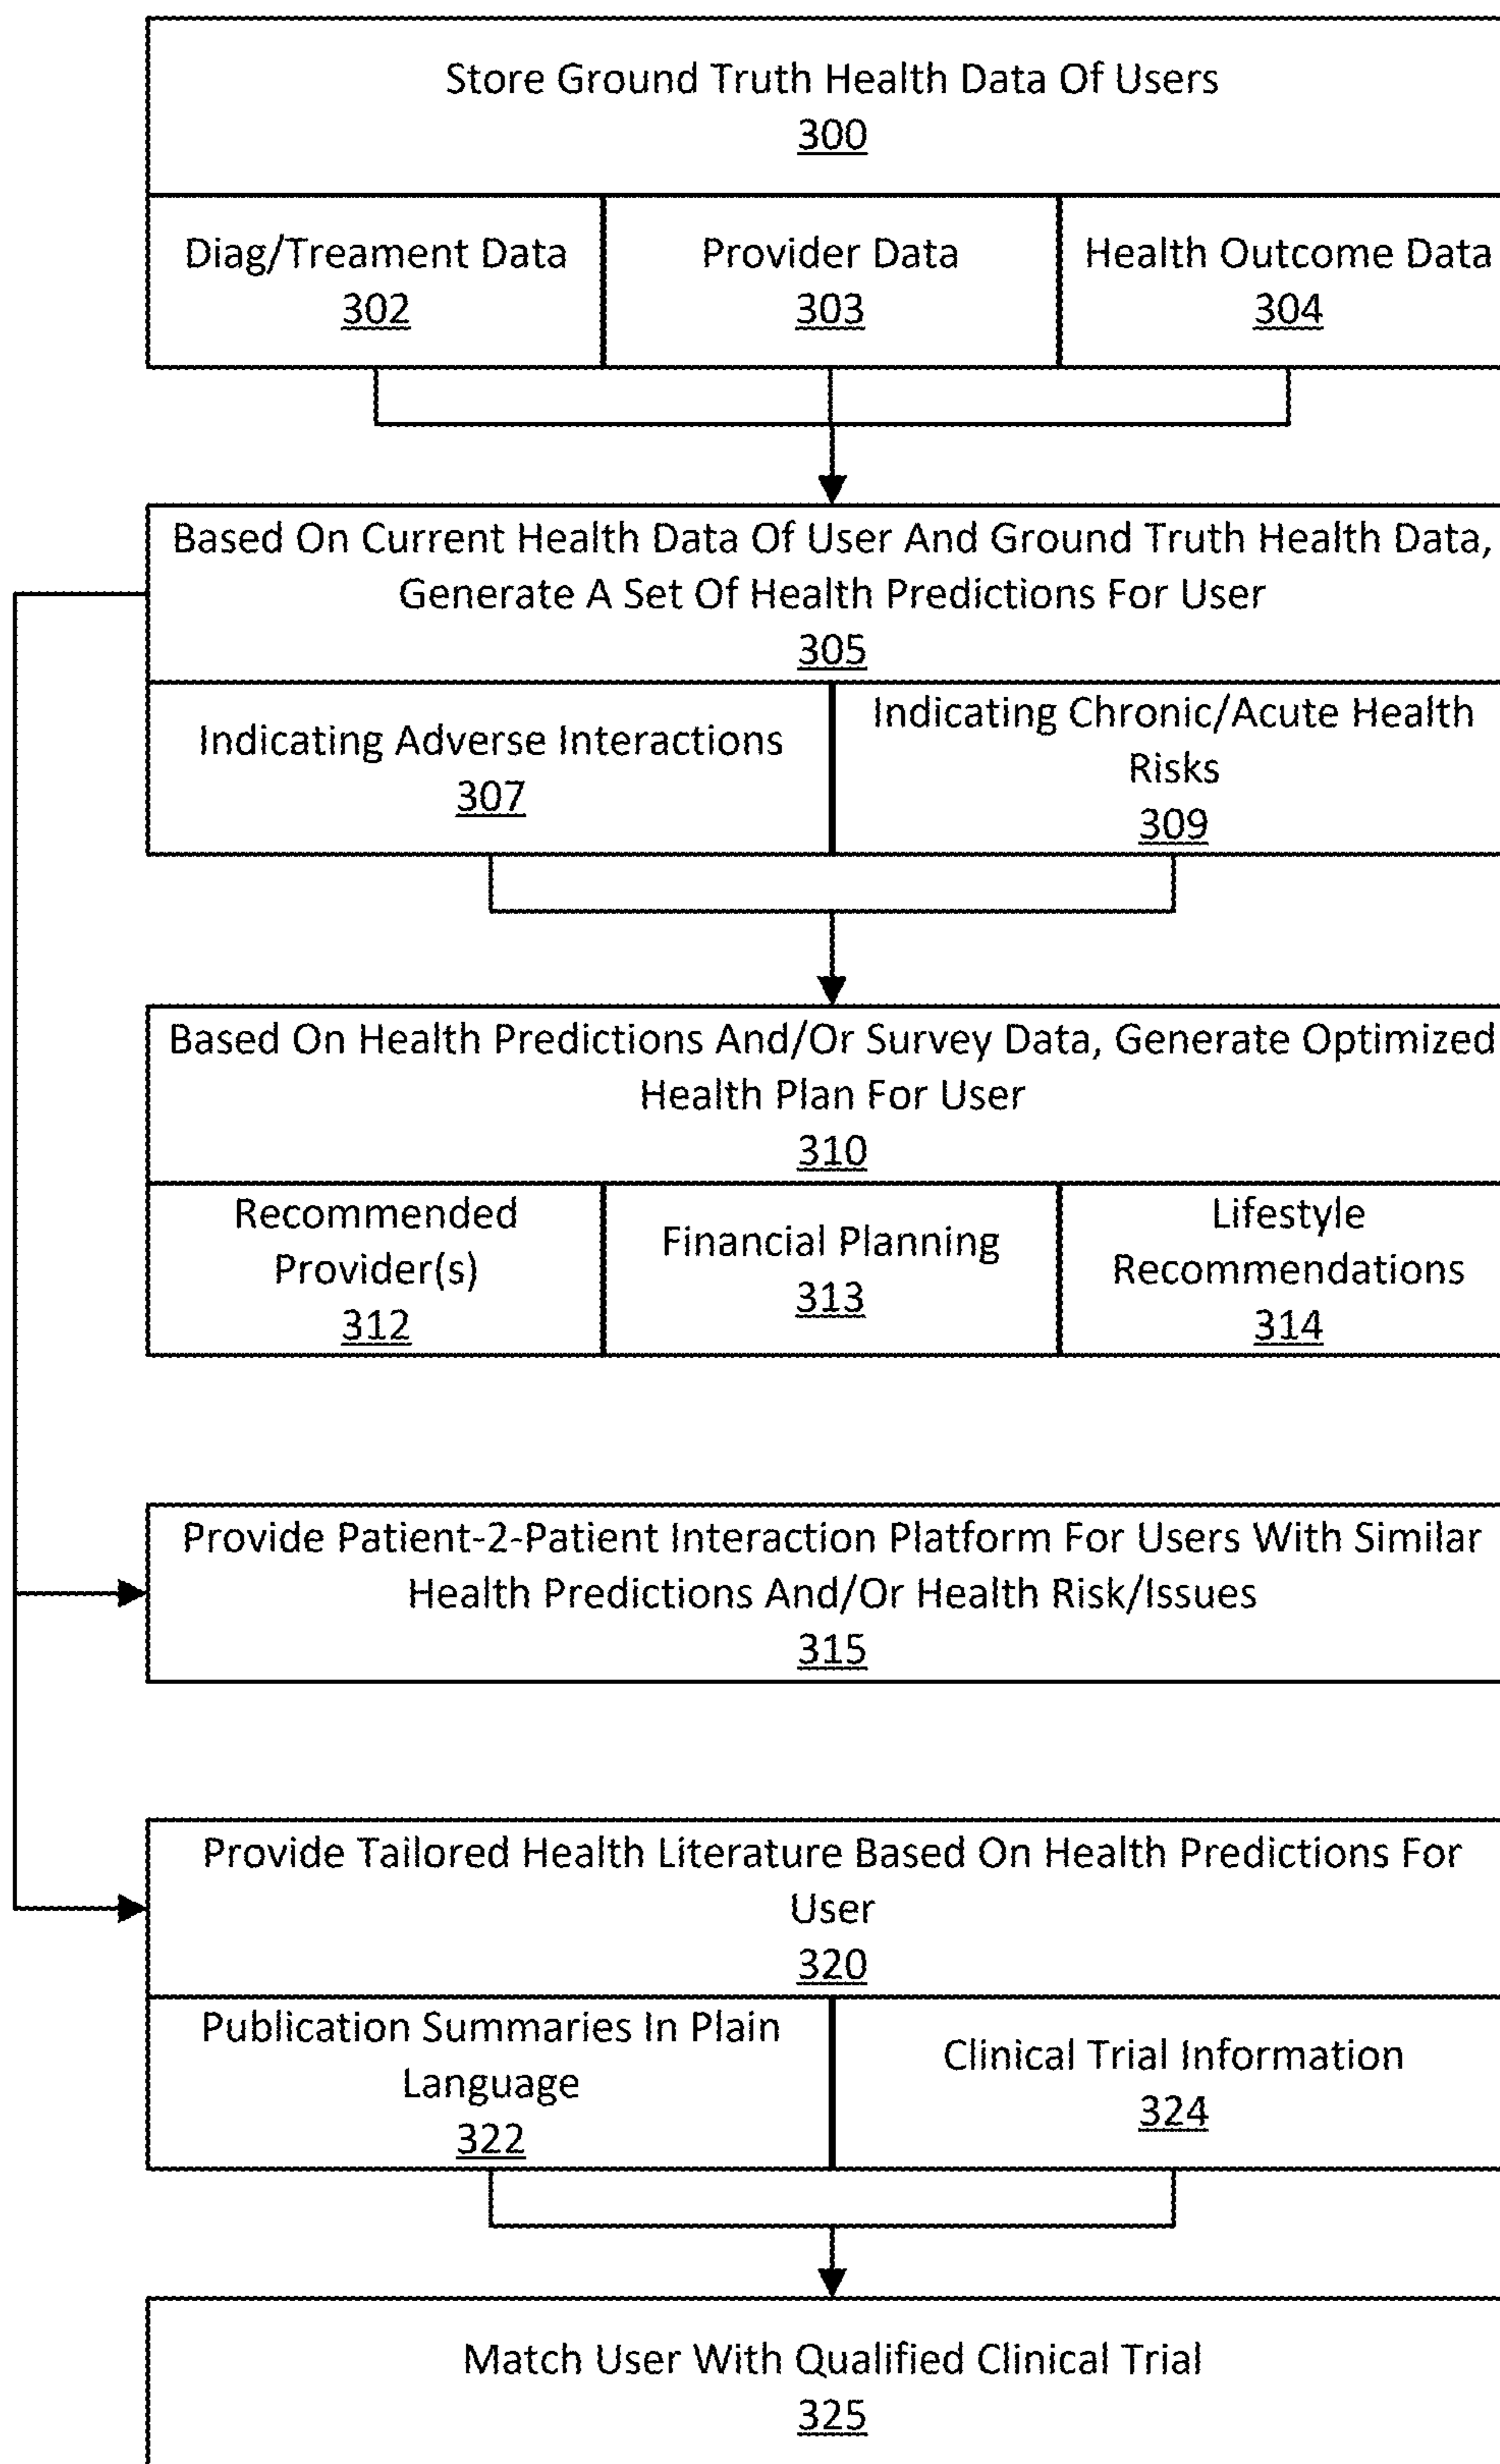 Store Ground Truth Health Data Of Users
300
Diag/Treament Data
302
Provider Data
303
Health Outcome Data
304
Based On Current Health Data Of User And Ground Truth Health Data,
Generate A Set Of Health Predictions For User
305
Indicating Adverse Interactions
307
Indicating Chronic/Acute Health
Risks
309
Based On Health Predictions And/Or Survey Data, Generate Optimized
Health Plan For User
310
Recommended
Provider(s)
312
Financial Planning
313
Lifestyle
Recommendations
314
Provide Patient-2-Patient Interaction Platform For Users With Similar
Health Predictions And/Or Health Risk/Issues
315
Provide Tailored Health Literature Based On Health Predictions For
User
320
Publication Summaries In Plain
Language
322
Clinical Trial Information
324
Match User With Qualified Clinical Trial
325